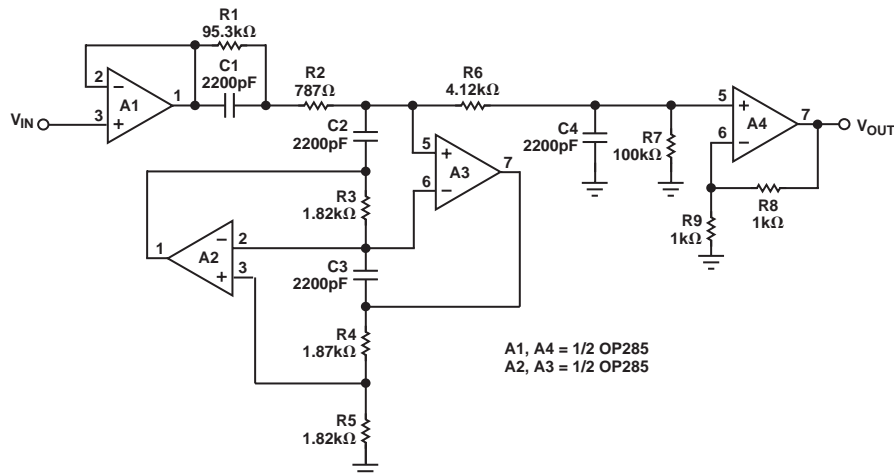 R1
95.3kΩ
C1
2200pF
2
−
A1
1
3
+
VIN
R2
787Ω
R6
4.12kΩ
C2
2200pF
5
+
A3
7
6
−
C4
2200pF
R7
100kΩ
5
+
A4
7
6
−
VOUT
R8
1kΩ
R9
1kΩ
R3
1.82kΩ
1
A2
−
2
+
3
C3
2200pF
R4
1.87kΩ
R5
1.82kΩ
A1, A4 = 1/2 OP285
A2, A3 = 1/2 OP285